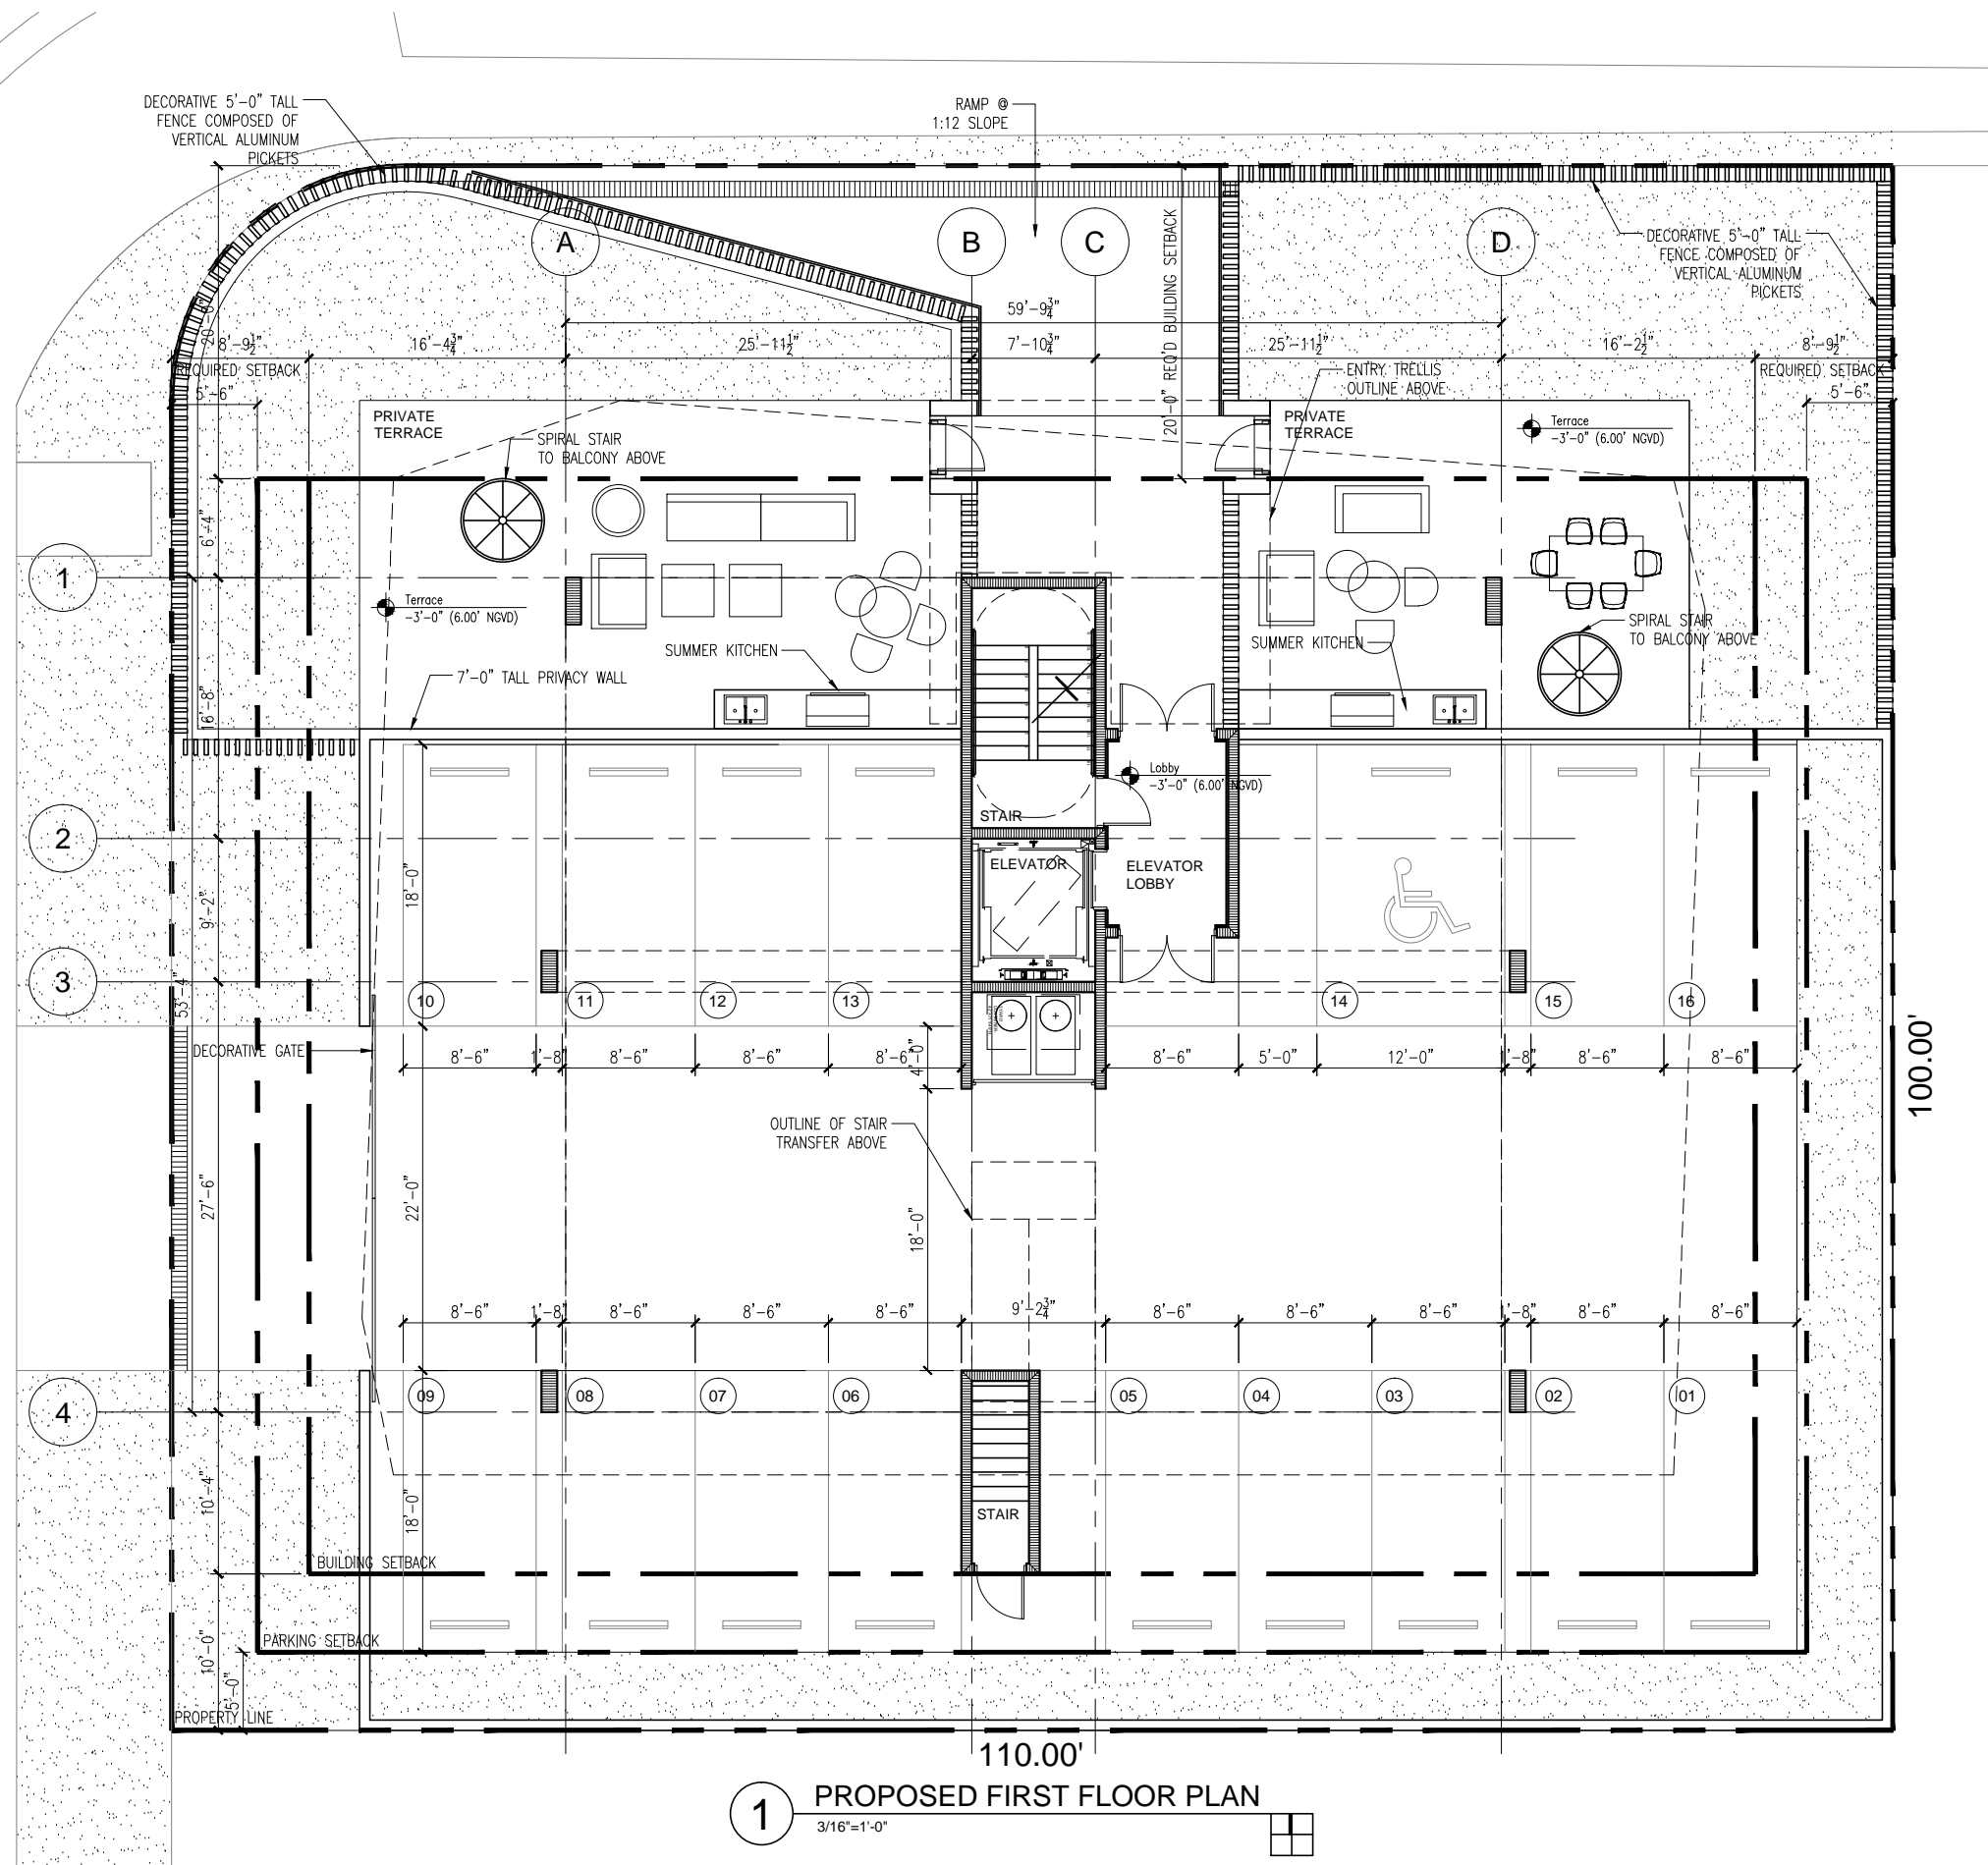 DECORATIVE 5'-0" TALL
FENCE COMPOSED OF
VERTICAL ALUMINUM
PICKETS
RAMP @
1:12 SLOPE
A
B
C
D
DECORATIVE 5'-0" TALL
FENCE COMPOSED OF
VERTICAL ALUMINUM
PICKETS
20'-0" REQ'D BUILDING SETBACK
59'-9¾"
20'-0"
8'-9½"
16'-4¾"
25'-11½"
7'-10¾"
25'-11½"
16'-2½"
8'-9½"
REQUIRED SETBACK
5'-6"
ENTRY TRELLIS
OUTLINE ABOVE
REQUIRED SETBACK
5'-6"
PRIVATE
TERRACE
SPIRAL STAIR
TO BALCONY ABOVE
PRIVATE
TERRACE
Terrace
-3'-0" (6.00' NGVD)
6'-4"
1
Terrace
-3'-0" (6.00' NGVD)
SUMMER KITCHEN
SUMMER KITCHEN
SPIRAL STAIR
TO BALCONY ABOVE
7'-0" TALL PRIVACY WALL
16'-8"
Lobby
-3'-0" (6.00' NGVD)
STAIR
2
ELEVATOR
ELEVATOR
LOBBY
18'-0"
9'-2"
3
53'-4"
10
11
12
13
14
15
16
DECORATIVE GATE
8'-6"
1'-8"
8'-6"
8'-6"
8'-6"
4'-0"
8'-6"
5'-0"
12'-0"
1'-8"
8'-6"
8'-6"
100.00'
OUTLINE OF STAIR
TRANSFER ABOVE
27'-6"
22'-0"
18'-0"
8'-6"
1'-8"
8'-6"
8'-6"
8'-6"
9'-2¾"
8'-6"
8'-6"
8'-6"
1'-8"
8'-6"
8'-6"
4
09
08
07
06
05
04
03
02
01
10'-4"
18'-0"
STAIR
BUILDING SETBACK
10'-0"
PARKING SETBACK
5'-0"
PROPERTY LINE
110.00'
1
PROPOSED FIRST FLOOR PLAN
3/16"=1'-0"